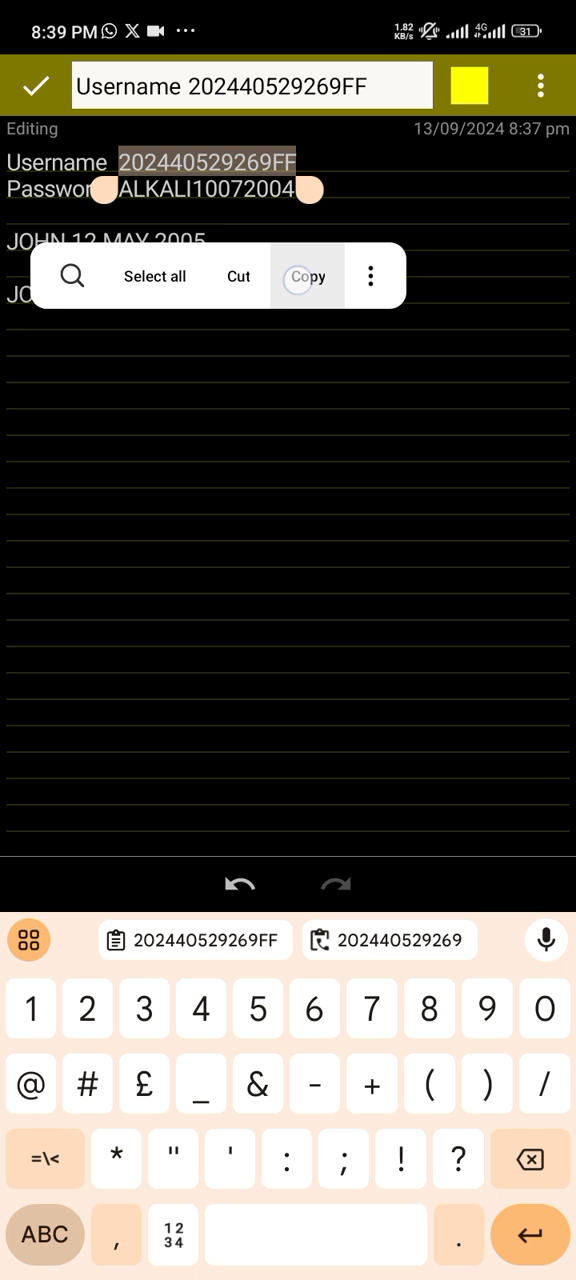 8:39 PM
1.82 KB/s 4G 31
Username 202440529269FF
Editing 13/09/2024 8:37 pm
Username 202440529269FF
Passwor ALKALI10072004
JOHN 12 MAY 2005
Select all Cut Copy
JO
202440529269FF 202440529269
1 2 3 4 5 6 7 8 9 0
@ # £ _ & - + ( ) /
=\< * " ' : ; ! ?
ABC , 12 34 .